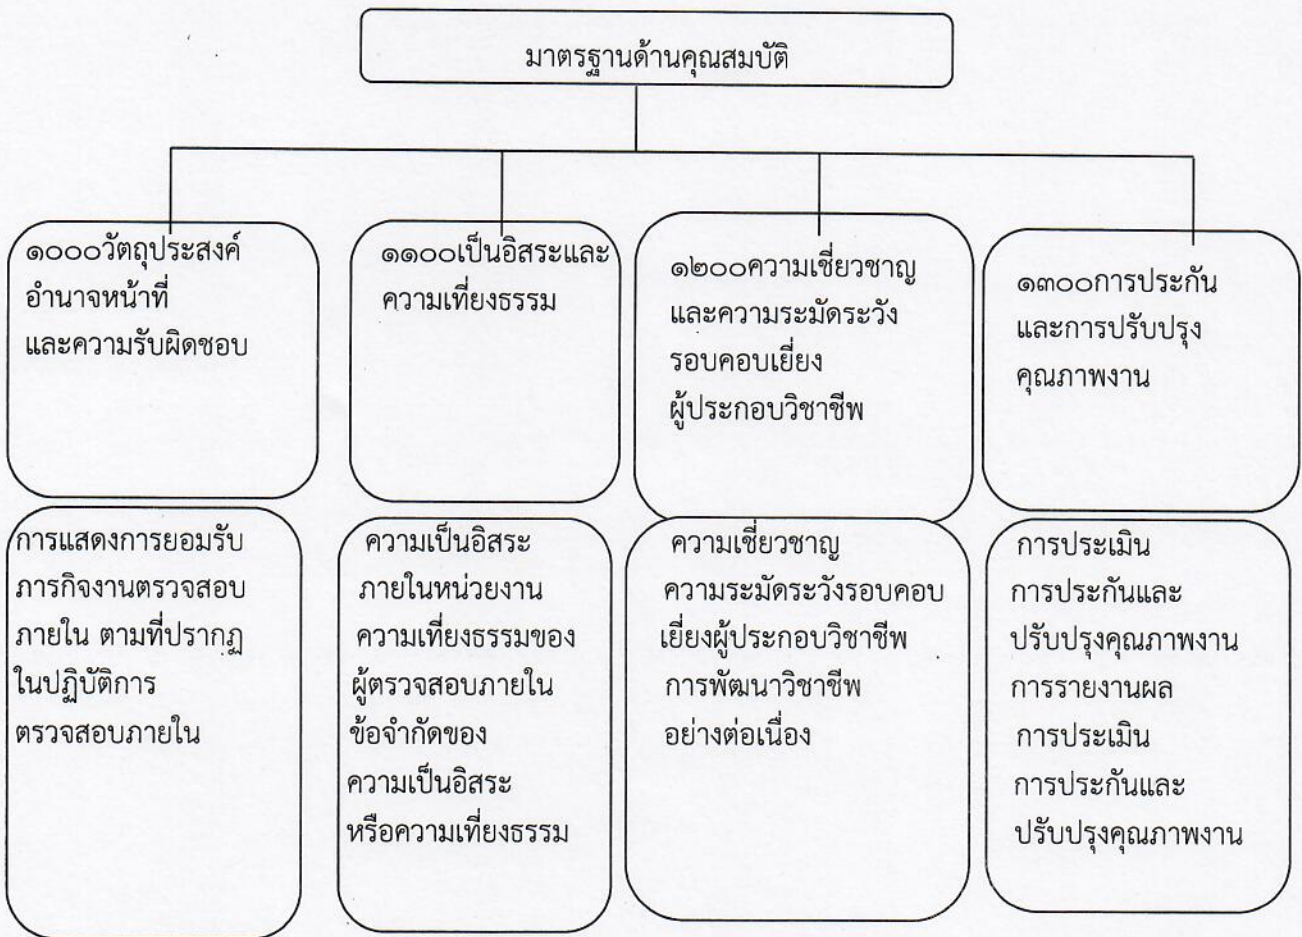 มาตรฐานด้านคุณสมบัติ
๑๐๐๐วัตถุประสงค์
อำนาจหน้าที่
และความรับผิดชอบ
๑๑๐๐เป็นอิสระและ
ความเที่ยงธรรม
๑๒๐๐ความเชี่ยวชาญ
และความระมัดระวัง
รอบคอบเยี่ยง
ผู้ประกอบวิชาชีพ
๑๓๐๐การประกัน
และการปรับปรุง
คุณภาพงาน
การแสดงการยอมรับ
ภารกิจงานตรวจสอบ
ภายใน ตามที่ปรากฏ
ในปฏิบัติการ
ตรวจสอบภายใน
ความเป็นอิสระ
ภายในหน่วยงาน
ความเที่ยงธรรมของ
ผู้ตรวจสอบภายใน
ข้อจำกัดของ
ความเป็นอิสระ
หรือความเที่ยงธรรม
ความเชี่ยวชาญ
ความระมัดระวังรอบคอบ
เยี่ยงผู้ประกอบวิชาชีพ
การพัฒนาวิชาชีพ
อย่างต่อเนื่อง
การประเมิน
การประกันและ
ปรับปรุงคุณภาพงาน
การรายงานผล
การประเมิน
การประกันและ
ปรับปรุงคุณภาพงาน